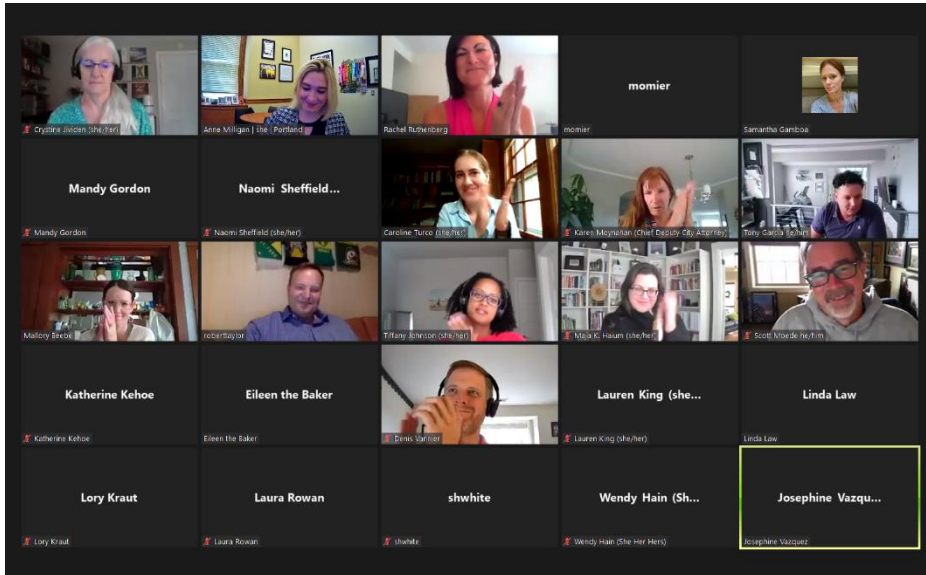 Crystine Jividen (she/her)
Anne Milligan | she | Portland
Rachel Ruthenberg
momier
momier
Samantha Gamboa
Mandy Gordon
Mandy Gordon
Naomi Sheffield...
Naomi Sheffield (she/her)
Caroline Turco (she/her)
Karen Moynahan (Chief Deputy City Attorney)
Tony Garcia he/him
Mallory Beebe
roberttaylor
Tiffany Johnson (she/her)
Maja K. Haium (she/her)
Scott Moede he/him
Katherine Kehoe
Katherine Kehoe
Eileen the Baker
Eileen the Baker
Denis Vannier
Lauren King (she...
Lauren King (she/her)
Linda Law
Linda Law
Lory Kraut
Lory Kraut
Laura Rowan
Laura Rowan
shwhite
shwhite
Wendy Hain (Sh...
Wendy Hain (She Her Hers)
Josephine Vazqu...
Josephine Vazquez